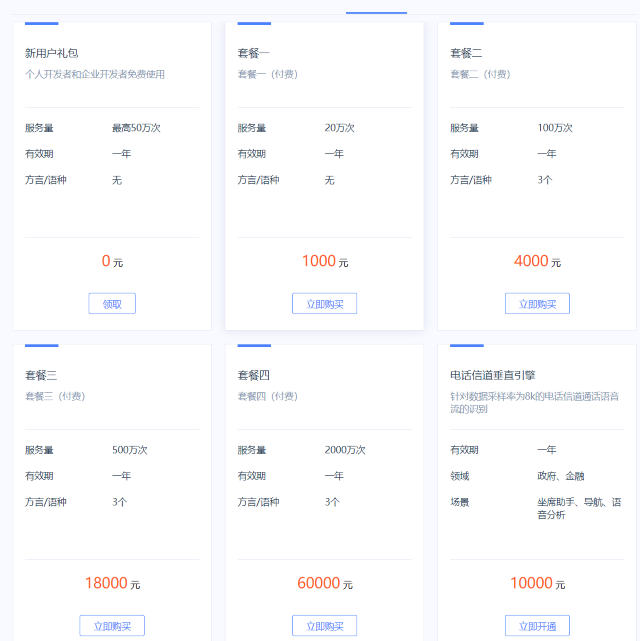 新用户礼包
个人开发者和企业开发者免费使用
服务量 最高50万次
有效期 一年
方言/语种 无
0 元
领取
套餐一
套餐一（付费）
服务量 20万次
有效期 一年
方言/语种 无
1000 元
立即购买
套餐二
套餐二（付费）
服务量 100万次
有效期 一年
方言/语种 3个
4000 元
立即购买
套餐三
套餐三（付费）
服务量 500万次
有效期 一年
方言/语种 3个
18000 元
立即购买
套餐四
套餐四（付费）
服务量 2000万次
有效期 一年
方言/语种 3个
60000 元
立即购买
电话信道垂直引擎
针对数据采样率为8k的电话信道通话语音
流的识别
有效期 一年
领域 政府、金融
场景 坐席助手、导航、语
音分析
10000 元
立即开通